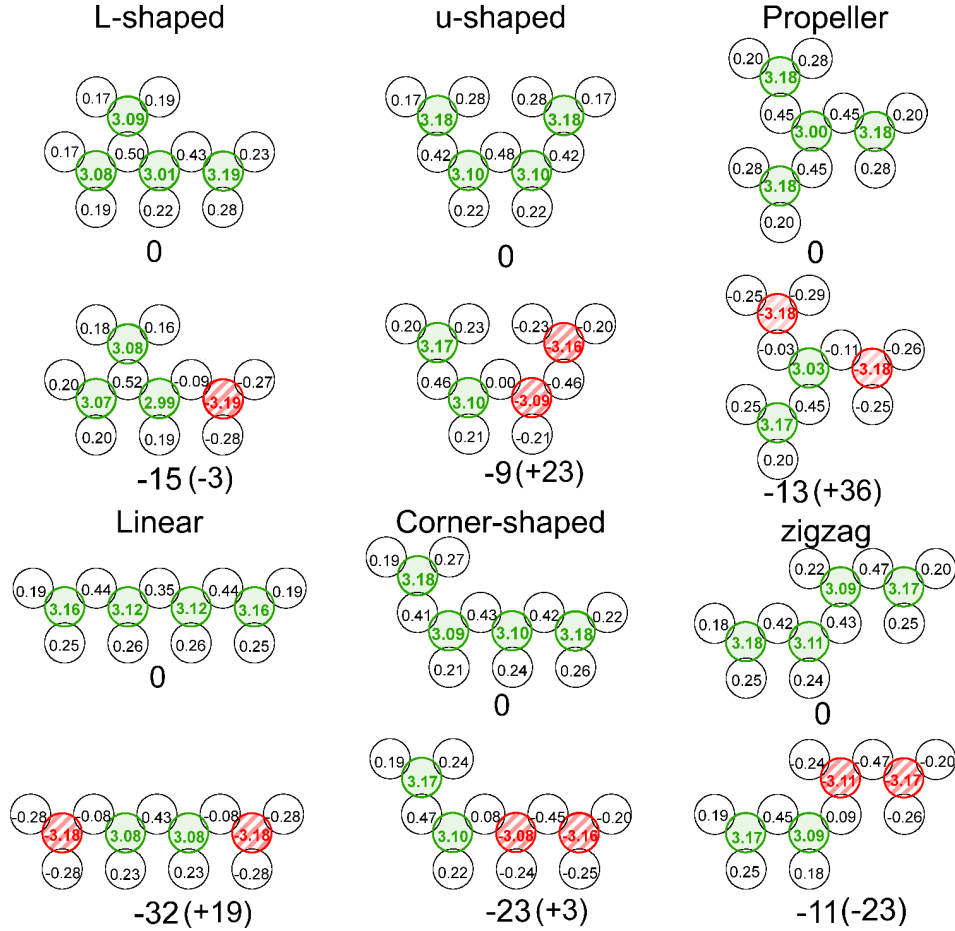 L-shaped u-shaped Propeller
0.17 0.19
3.09
0.17 0.50 0.43 0.23
3.08 3.01 3.19
0.19 0.22 0.28
0
0.17 0.28 0.28 0.17
3.18 3.18
0.42 0.48 0.42
3.10 3.10
0.22 0.22
0
0.20 0.28
3.18
0.45 0.45 0.20
3.00 3.18
0.28 0.45 0.28
3.18
0.20
0
0.18 0.16
3.08
0.20 0.52 -0.09 -0.27
3.07 2.99 -3.19
0.20 0.19 -0.28
-15 (-3)
0.20 0.23 -0.23 -0.20
3.17 -3.16
0.46 0.00 -0.46
3.10 -3.09
0.21 -0.21
-9 (+23)
-0.25 -0.29
-3.18
-0.03 -0.11 -0.26
3.03 -3.18
0.25 0.45 -0.25
3.17
0.20
-13 (+36)
Linear Corner-shaped zigzag
0.19 0.44 0.35 0.44 0.19
3.16 3.12 3.12 3.16
0.25 0.26 0.26 0.25
0
0.19 0.27
3.18
0.41 0.43 0.42 0.22
3.09 3.10 3.18
0.21 0.24 0.26
0
0.22 0.47 0.20
3.09 3.17
0.18 0.42 0.43 0.25
3.18 3.11
0.25 0.24
0
-0.28 -0.08 0.43 -0.08 -0.28
-3.18 3.08 3.08 -3.18
-0.28 0.23 0.23 -0.28
-32 (+19)
0.19 0.24
3.17
0.47 0.08 -0.45 -0.20
3.10 -3.08 -3.16
0.22 -0.24 -0.25
-23 (+3)
-0.24 -0.47 -0.20
-3.11 -3.17
0.19 0.45 0.09 -0.26
3.17 3.09
0.25 0.18
-11 (-23)